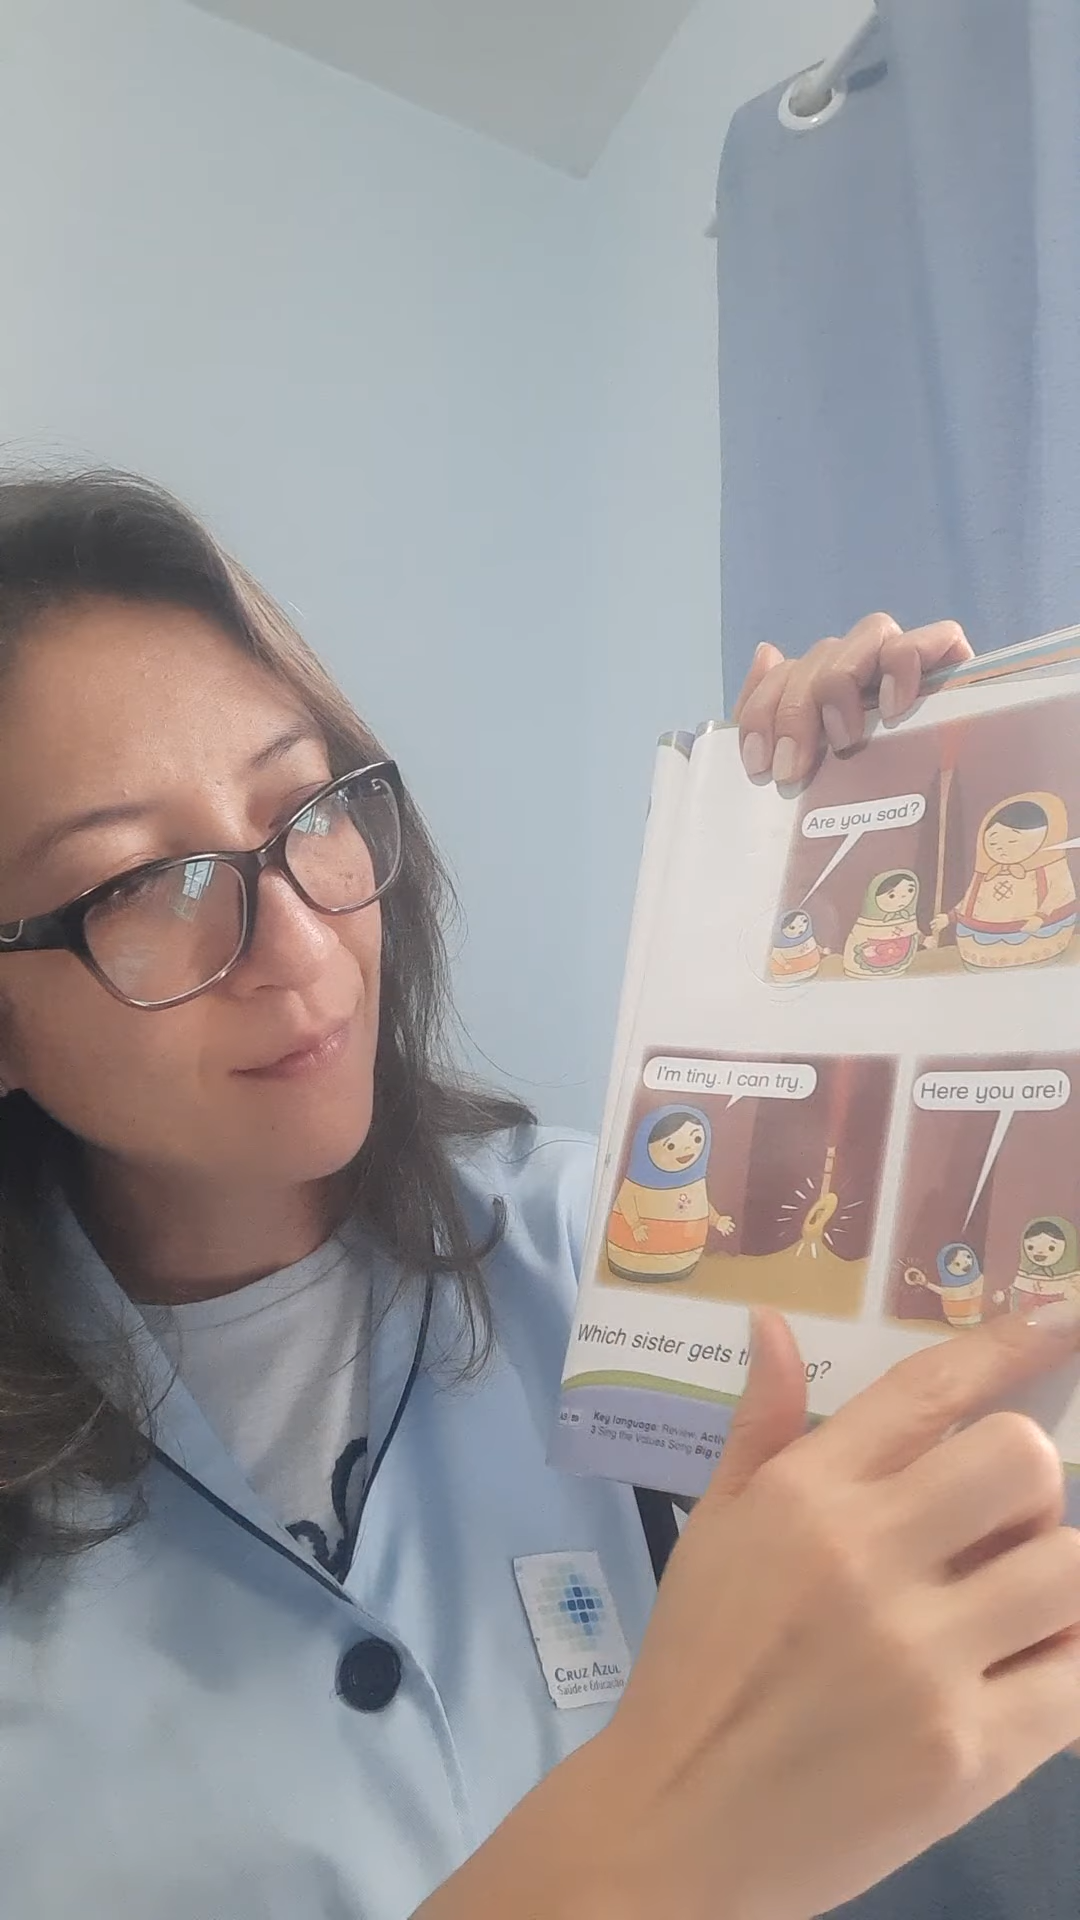 Are you sad?
I'm tiny. I can try.
Here you are!
Which sister gets
Key language: Review. Activ
3 Sing the Values Song Big
CRUZ AZUL
Saúde e Educação